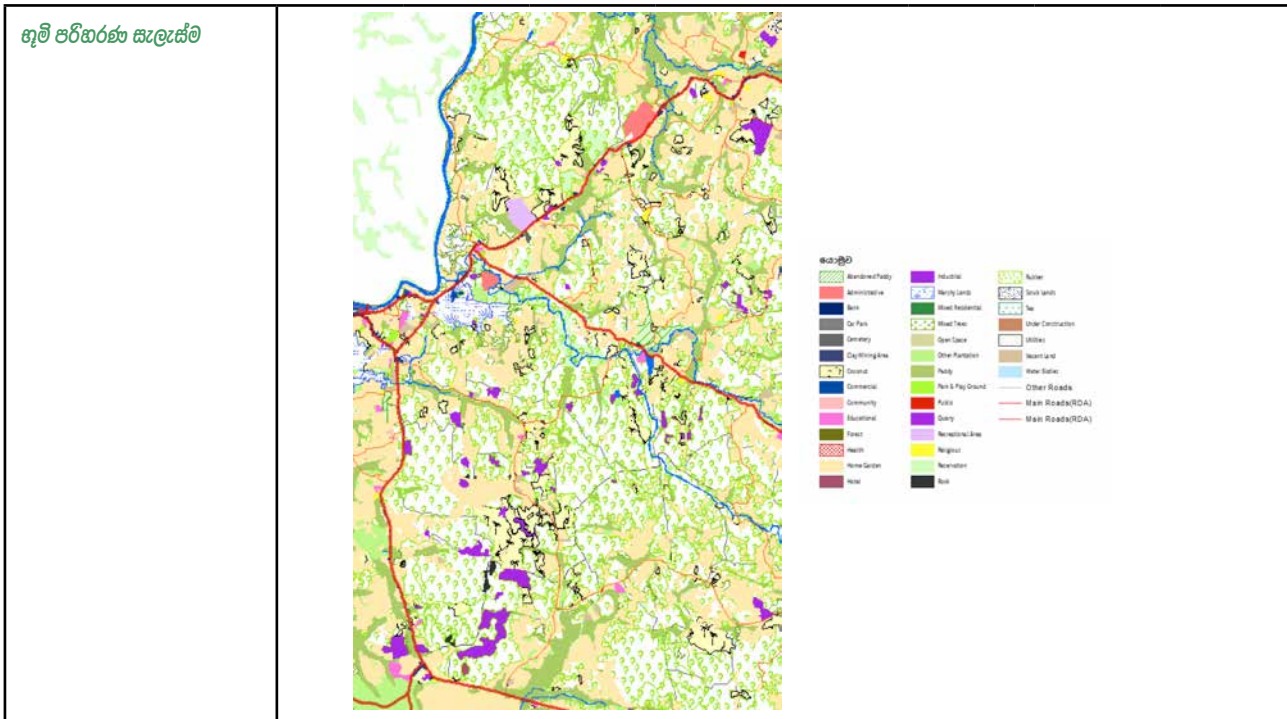 භූමි පරිහරණ සැලැස්ම
යොමුව
Abandoned Paddy
Administrative
Barn
Car Park
Cemetery
Clay Mining Area
Coconut
Commercial
Community
Educational
Forest
Health
Home Garden
Hotel
Industrial
Marshy Lands
Mixed Residential
Mixed Trees
Open Space
Other Plantation
Paddy
Park & Play Ground
Public
Quarry
Recreational Area
Religious
Reservation
Rock
Rubber
Scrub lands
Tea
Under Construction
Utilities
Vacant Land
Water Bodies
Other Roads
Main Roads(RDA)
Main Roads(RDA)